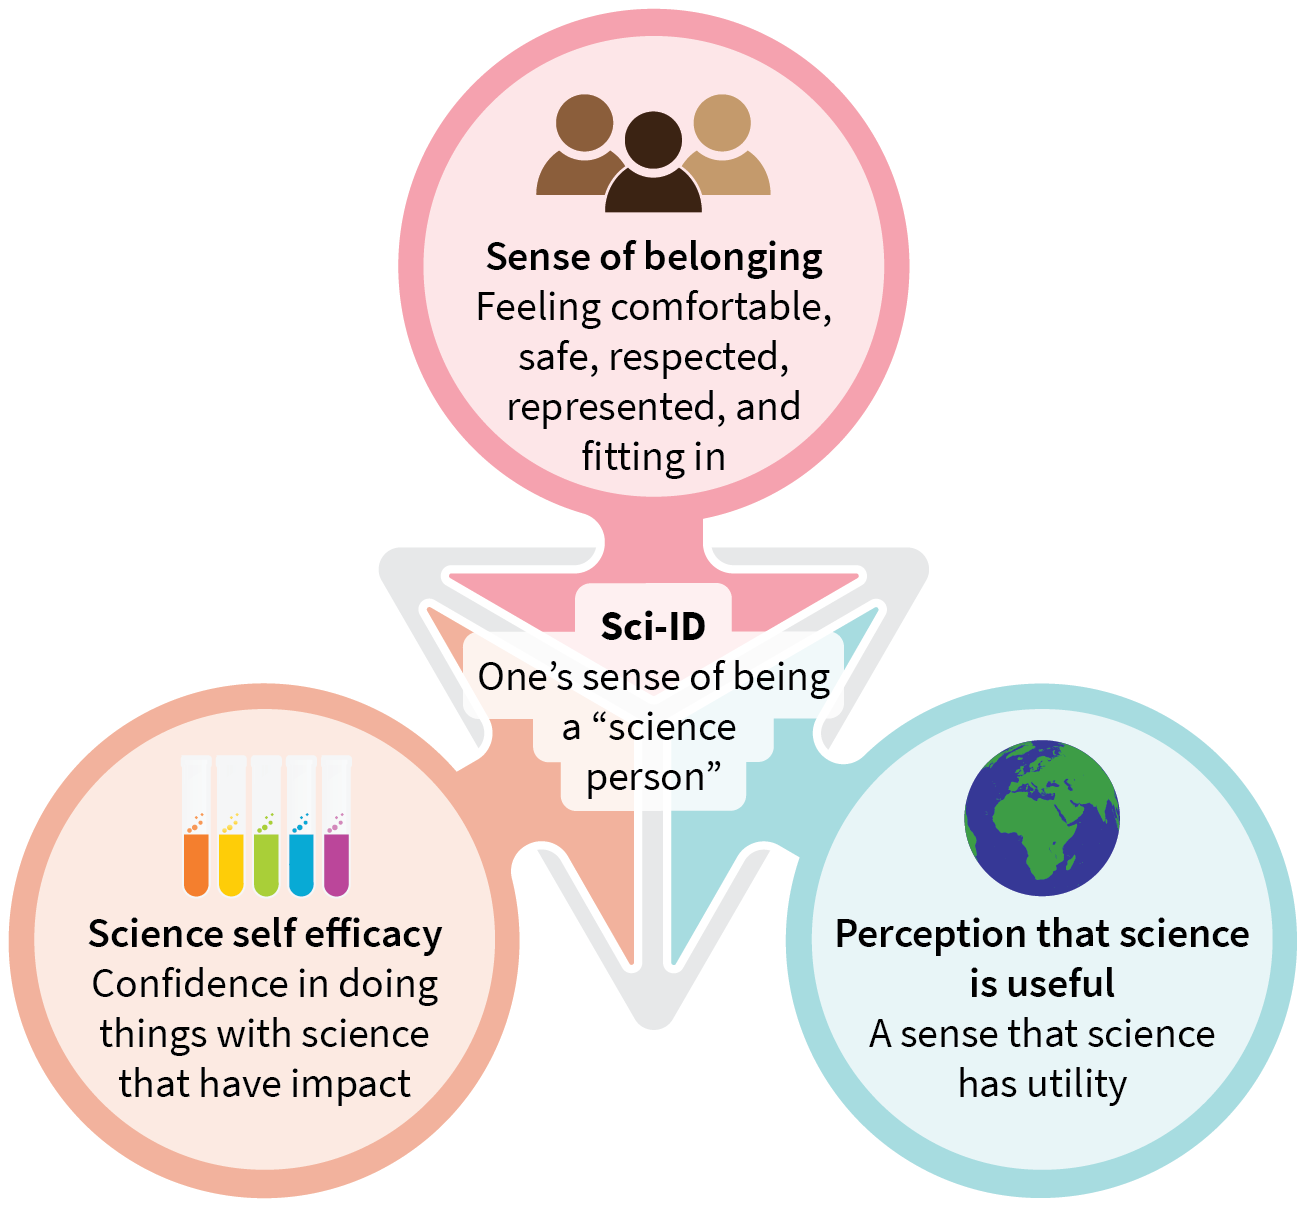 Sense of belonging
Feeling comfortable,
safe, respected,
represented, and
fitting in
Sci-ID
One’s sense of being
a “science
person”
Science self efficacy
Confidence in doing
things with science
that have impact
Perception that science
is useful
A sense that science
has utility